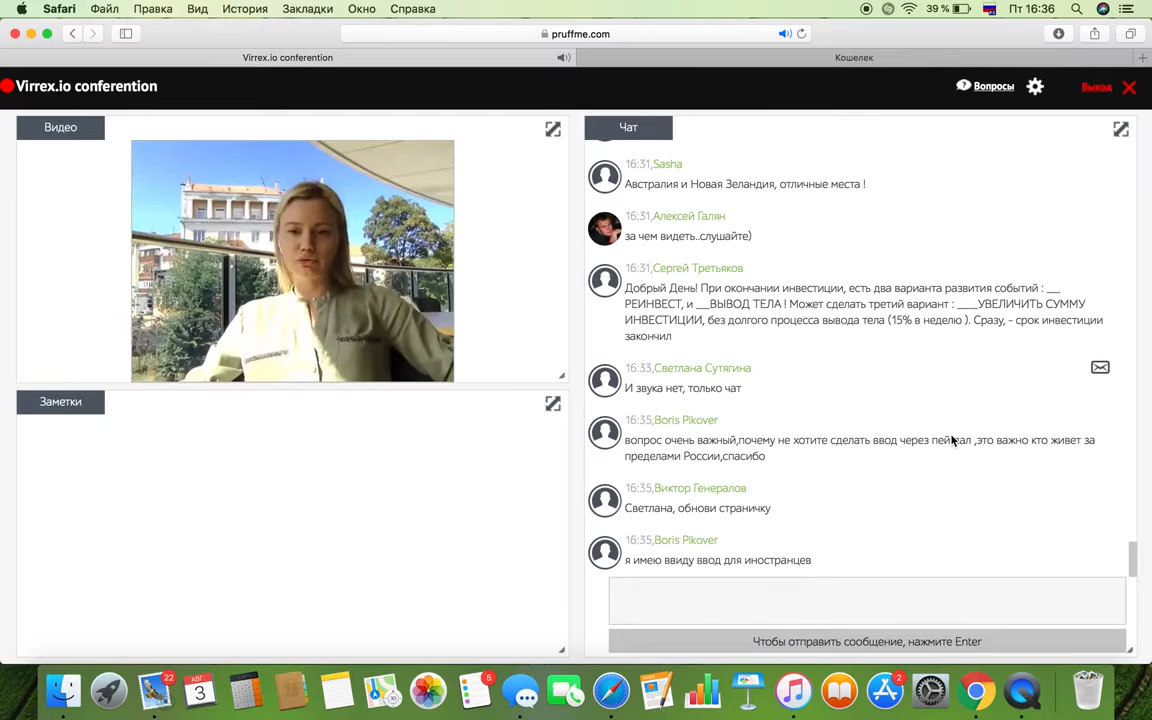 Safari Файл Правка Вид История Закладки Окно Справка
39 % Пт 16:36
pruffme.com
Virrex.io conferention
Кошелек
Virrex.io conferention
Вопросы
Выход
Видео
Чат
16:31,Sasha
Австралия и Новая Зеландия, отличные места !
16:31,Алексей Галян
за чем видеть..слушайте)
16:31,Сергей Третьяков
Добрый День! При окончании инвестиции, есть два варианта развития событий : __
РЕИНВЕСТ, и __ВЫВОД ТЕЛА ! Может сделать третий вариант : ____УВЕЛИЧИТЬ СУММУ
ИНВЕСТИЦИИ, без долгого процесса вывода тела (15% в неделю ). Сразу, - срок инвестиции
закончил
16:33,Светлана Сутягина
И звука нет, только чат
16:35,Boris Pikover
вопрос очень важный,почему не хотите сделать ввод через пейпал ,это важно кто живет за
пределами России,спасибо
16:35,Виктор Генералов
Светлана, обнови страничку
16:35,Boris Pikover
я имею ввиду ввод для иностранцев
Чтобы отправить сообщение, нажмите Enter
Заметки
22
АВГ
3
5
2